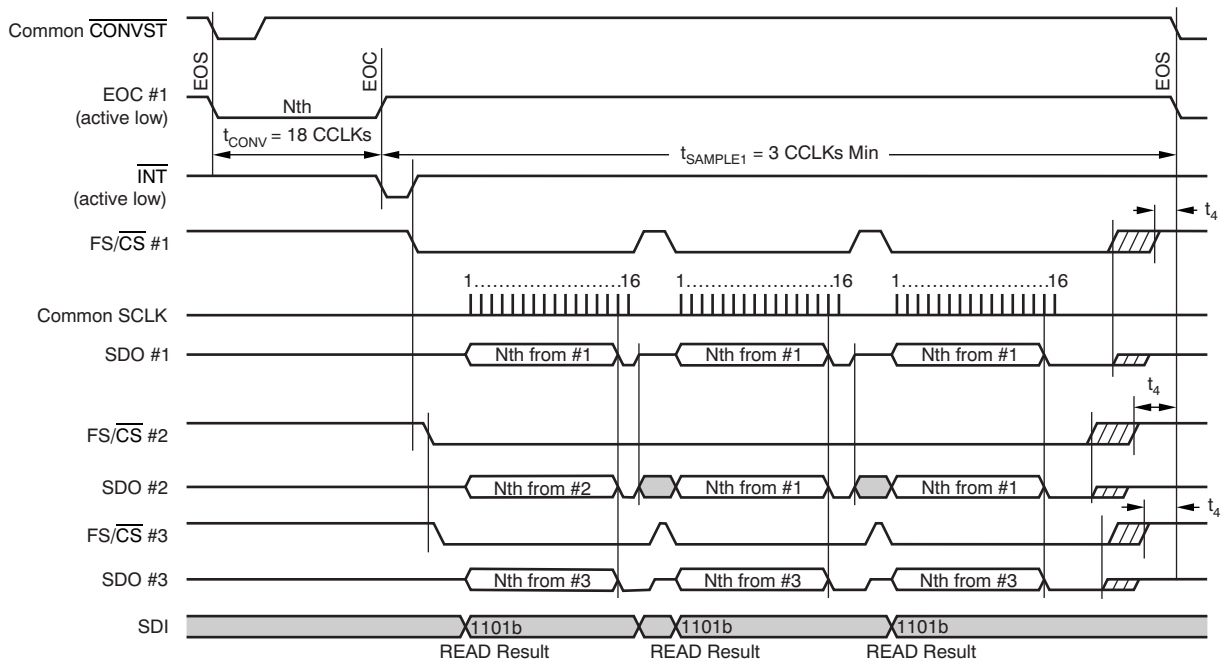 Common CONVST
EOS
EOC
EOS
EOC #1
(active low)
Nth
tCONV = 18 CCLKs
tSAMPLE1 = 3 CCLKs Min
INT
(active low)
t4
FS/CS #1
1.......................16
1.......................16
1.......................16
Common SCLK
SDO #1
Nth from #1
Nth from #1
Nth from #1
t4
FS/CS #2
SDO #2
Nth from #2
Nth from #1
Nth from #1
t4
FS/CS #3
SDO #3
Nth from #3
Nth from #3
Nth from #3
SDI
1101b
1101b
1101b
READ Result
READ Result
READ Result